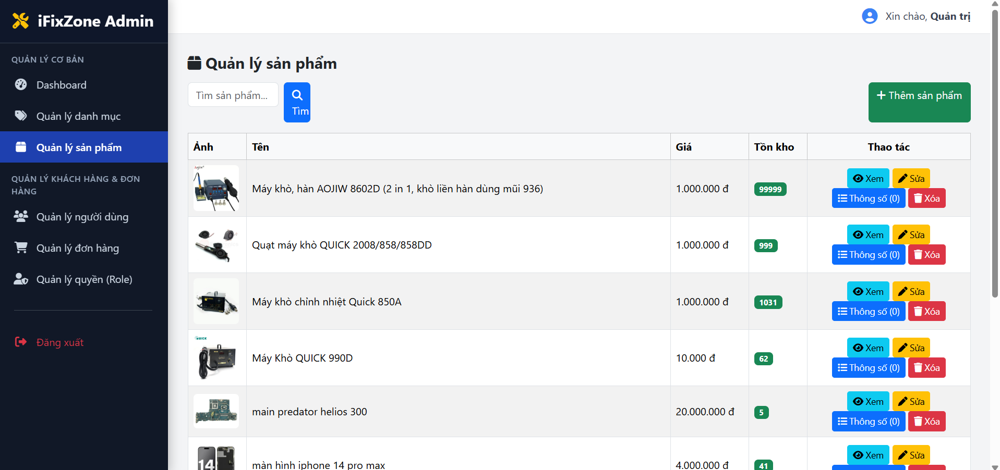 iFixZone Admin
Xin chào, Quản trị
QUẢN LÝ CƠ BẢN
Dashboard
Quản lý danh mục
Quản lý sản phẩm
QUẢN LÝ KHÁCH HÀNG & ĐƠN
HÀNG
Quản lý người dùng
Quản lý đơn hàng
Quản lý quyền (Role)
Đăng xuất
Quản lý sản phẩm
Tìm sản phẩm...
Tìm
Thêm sản phẩm
Ảnh Tên Giá Tồn kho Thao tác
Aojiw
Máy khò, hàn AOJIW 8602D (2 in 1, khò liền hàn dùng mũi 936) 1.000.000 đ 99999
Xem Sửa
Thông số (0) Xóa
Quạt máy khò QUICK 2008/858/858DD 1.000.000 đ 999
Xem Sửa
Thông số (0) Xóa
Máy khò chỉnh nhiệt Quick 850A 1.000.000 đ 1031
Xem Sửa
Thông số (0) Xóa
QUICK
Máy Khò QUICK 990D 10.000 đ 62
Xem Sửa
Thông số (0) Xóa
main predator helios 300 20.000.000 đ 5
Xem Sửa
Thông số (0) Xóa
14
màn hình iphone 14 pro max 4.000.000 đ 41
Xem Sửa